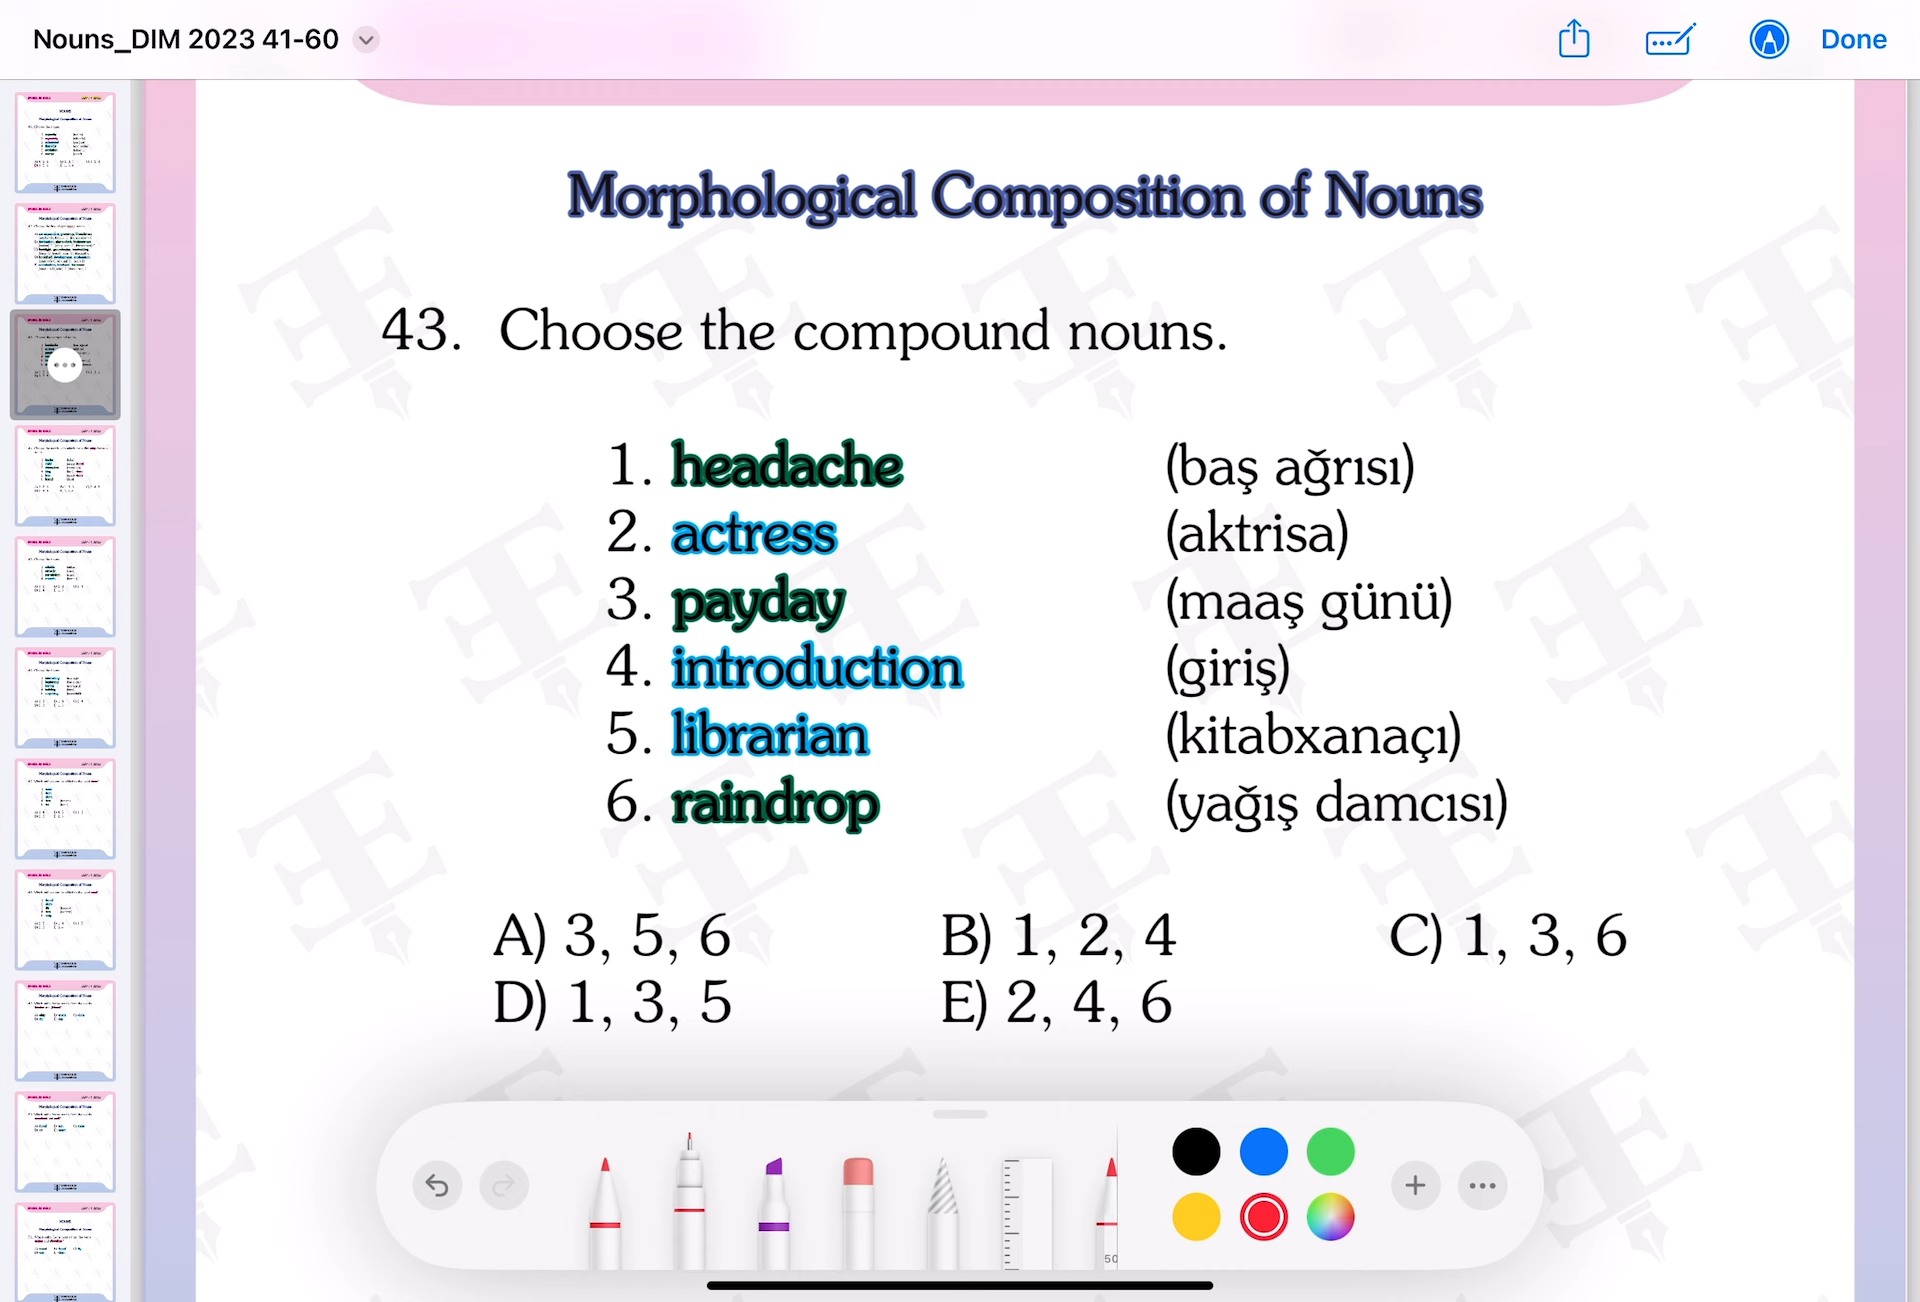 Nouns_DIM 2023 41-60
Done
Morphological Composition of Nouns
43. Choose the compound nouns.
1. headache (baş ağrısı)
2. actress (aktrisa)
3. payday (maaş günü)
4. introduction (giriş)
5. librarian (kitabxanaçı)
6. raindrop (yağış damcısı)
A) 3, 5, 6 B) 1, 2, 4 C) 1, 3, 6
D) 1, 3, 5 E) 2, 4, 6
50